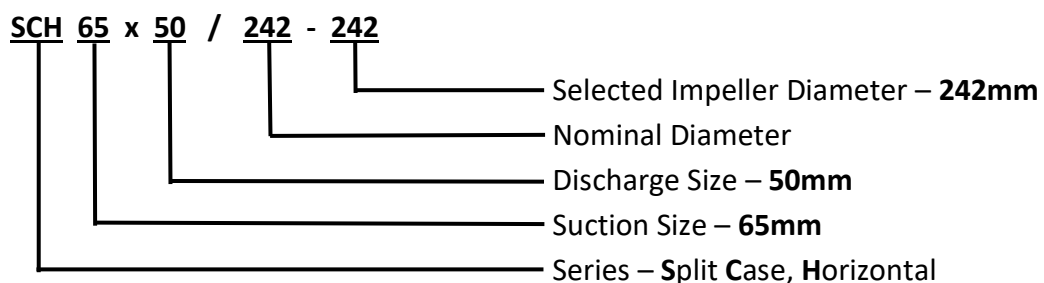 SCH 65 x 50 / 242 - 242
Selected Impeller Diameter – 242mm
Nominal Diameter
Discharge Size – 50mm
Suction Size – 65mm
Series – Split Case, Horizontal